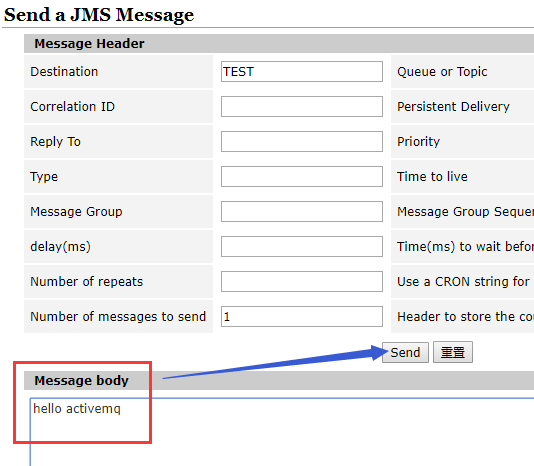 Send a JMS Message
Message Header
Destination TEST Queue or Topic
Correlation ID Persistent Delivery
Reply To Priority
Type Time to live
Message Group Message Group Seque
delay(ms) Time(ms) to wait befor
Number of repeats Use a CRON string for
Number of messages to send 1 Header to store the cou
Send 重置
Message body
hello activemq